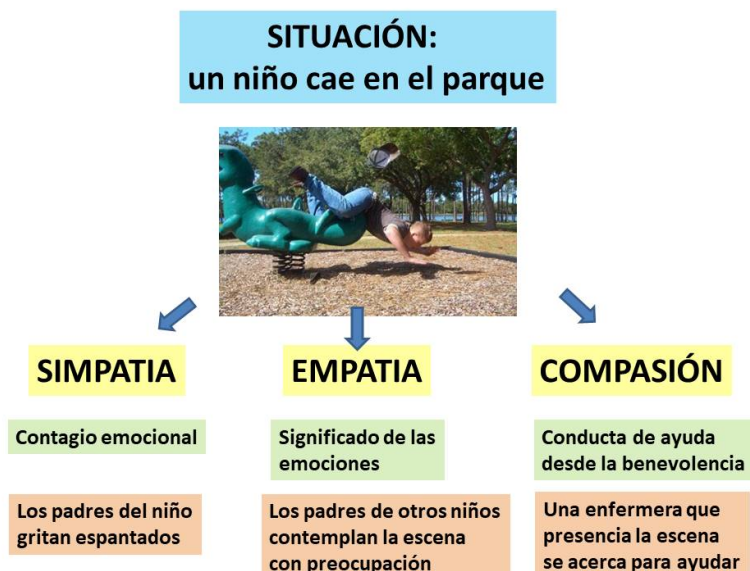 SITUACIÓN:
un niño cae en el parque
SIMPATIA
EMPATIA
COMPASIÓN
Contagio emocional
Significado de las
emociones
Conducta de ayuda
desde la benevolencia
Los padres del niño
gritan espantados
Los padres de otros niños
contemplan la escena
con preocupación
Una enfermera que
presencia la escena
se acerca para ayudar